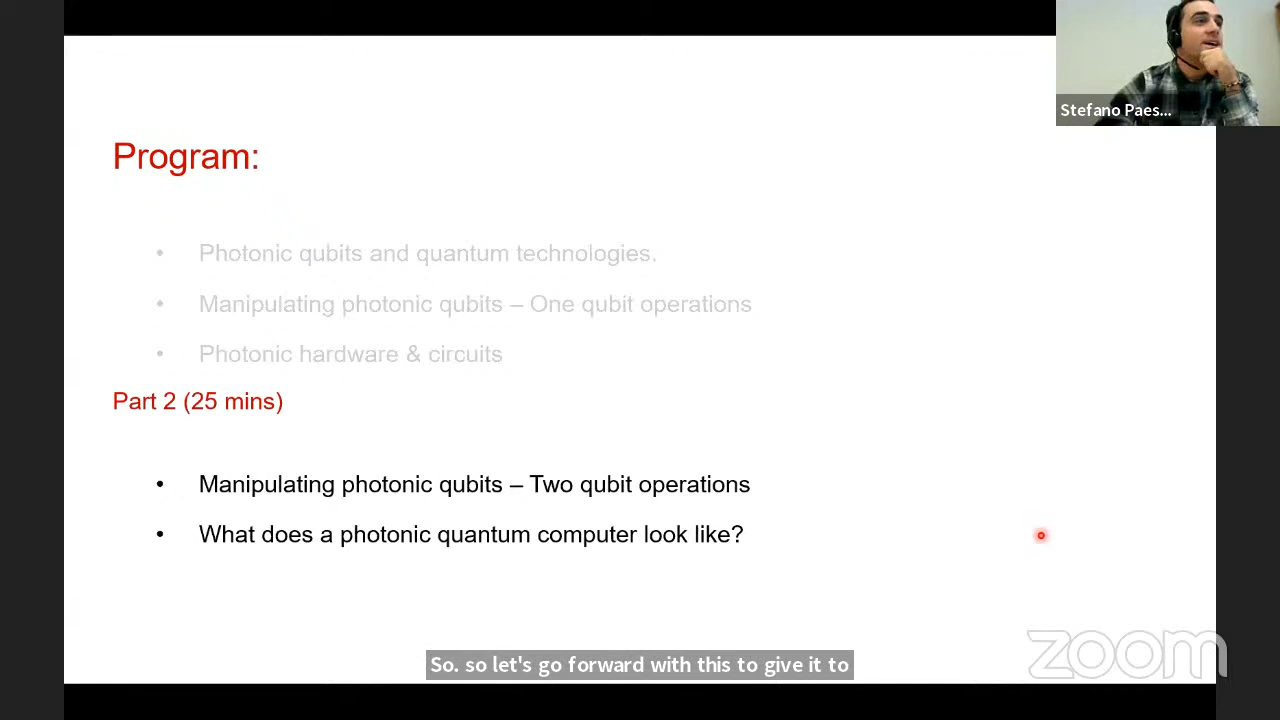 Stefano Paes...
Program:
• Photonic qubits and quantum technologies.
• Manipulating photonic qubits – One qubit operations
• Photonic hardware & circuits
Part 2 (25 mins)
• Manipulating photonic qubits – Two qubit operations
• What does a photonic quantum computer look like?
So. so let's go forward with this to give it to
zoom